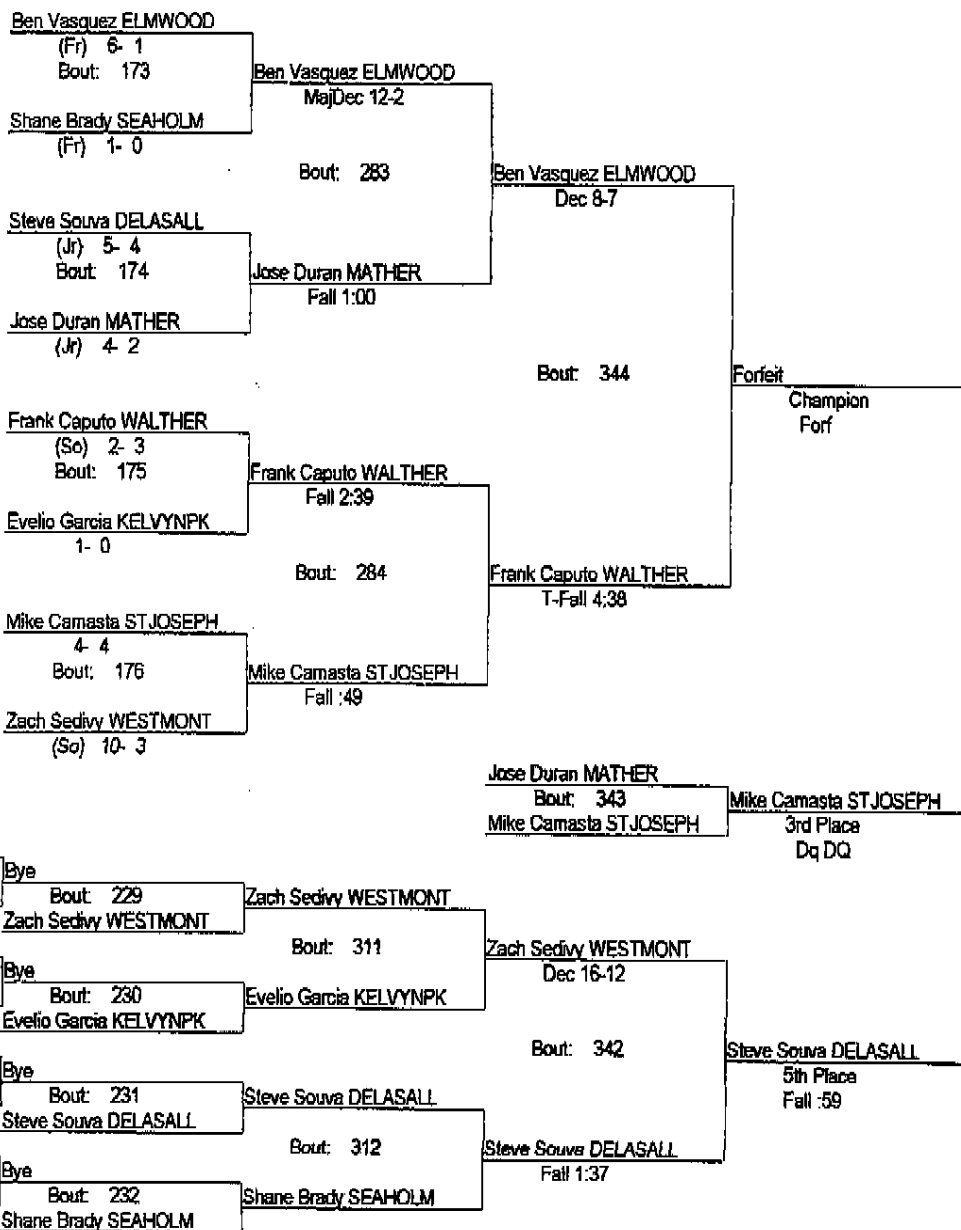 Ben Vasquez ELMWOOD
(Fr) 6- 1
Bout: 173
Ben Vasquez ELMWOOD
MajDec 12-2
Shane Brady SEAHOLM
(Fr) 1- 0
Bout: 283
Ben Vasquez ELMWOOD
Dec 8-7
Steve Souva DELASALL
(Jr) 5- 4
Bout: 174
Jose Duran MATHER
Fall 1:00
Jose Duran MATHER
(Jr) 4- 2
Bout: 344
Forfeit
Champion
Forf
Frank Caputo WALTHER
(So) 2- 3
Bout: 175
Frank Caputo WALTHER
Fall 2:39
Evelio Garcia KELVYNPK
1- 0
Bout: 284
Frank Caputo WALTHER
T-Fall 4:38
Mike Camasta STJOSEPH
4- 4
Bout: 176
Mike Camasta STJOSEPH
Fall :49
Zach Sedivy WESTMONT
(So) 10- 3
Jose Duran MATHER
Bout: 343
Mike Camasta STJOSEPH
Mike Camasta STJOSEPH
3rd Place
Dq DQ
Bye
Bout: 229
Zach Sedivy WESTMONT
Zach Sedivy WESTMONT
Bout: 311
Zach Sedivy WESTMONT
Dec 16-12
Bye
Bout: 230
Evelio Garcia KELVYNPK
Evelio Garcia KELVYNPK
Bout: 342
Steve Souva DELASALL
5th Place
Fall :59
Bye
Bout: 231
Steve Souva DELASALL
Steve Souva DELASALL
Bout: 312
Steve Souva DELASALL
Fall 1:37
Bye
Bout: 232
Shane Brady SEAHOLM
Shane Brady SEAHOLM